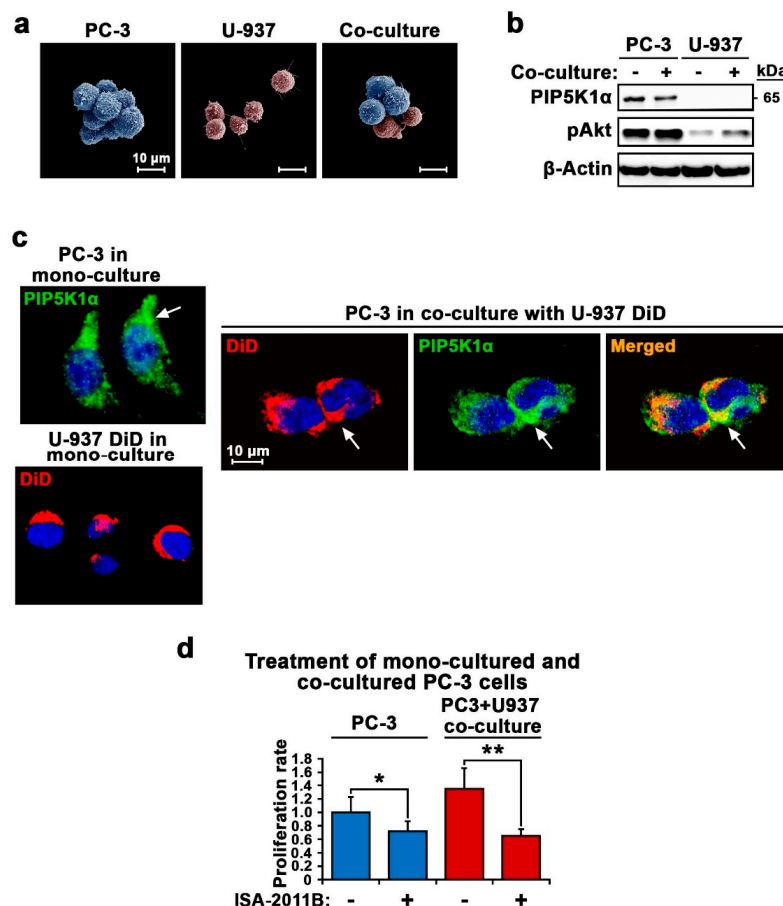 a
PC-3 U-937 Co-culture
10 µm
b
PC-3 U-937
Co-culture: - + - + kDa
PIP5K1α - 65
pAkt
β-Actin
c
PC-3 in
mono-culture
PIP5K1α
U-937 DiD in
mono-culture
DiD
PC-3 in co-culture with U-937 DiD
DiD PIP5K1α Merged
10 µm
d
Treatment of mono-cultured and
co-cultured PC-3 cells
PC-3
PC3+U937
co-culture
Proliferation rate
1.8
1.6
1.4
1.2
1.0
0.8
0.6
0.4
0.2
0
* **
ISA-2011B: - + - +